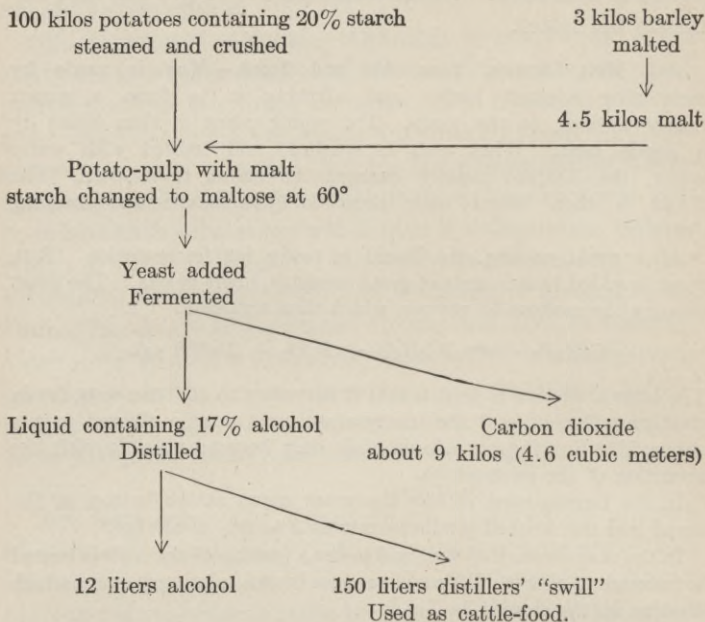 100 kilos potatoes containing 20% starch
steamed and crushed
3 kilos barley
malted
4.5 kilos malt
Potato-pulp with malt
starch changed to maltose at 60°
Yeast added
Fermented
Liquid containing 17% alcohol
Distilled
Carbon dioxide
about 9 kilos (4.6 cubic meters)
12 liters alcohol
150 liters distillers' “swill”
Used as cattle-food.